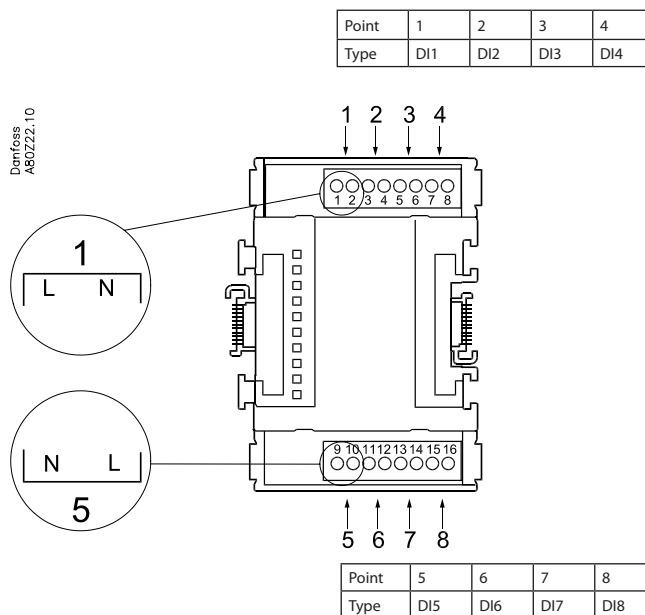 Point 1 2 3 4
Type DI1 DI2 DI3 DI4
Danfoss
A80Z22.10
1 2 3 4
1 2 3 4 5 6 7 8
1
L N
9 10 11 12 13 14 15 16
N L
5
5 6 7 8
Point 5 6 7 8
Type DI5 DI6 DI7 DI8